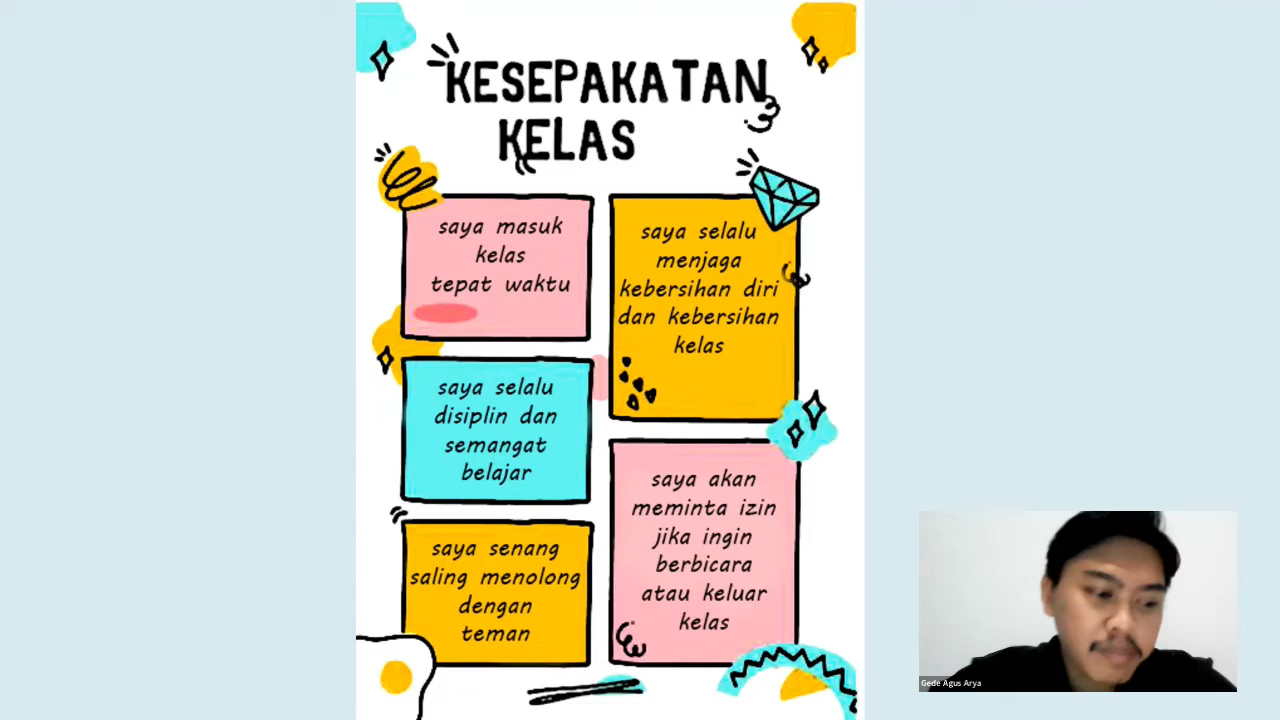 KESEPAKATAN
KELAS
saya masuk
kelas
tepat waktu
saya selalu
disiplin dan
semangat
belajar
saya senang
saling menolong
dengan
teman
saya selalu
menjaga
kebersihan diri
dan kebersihan
kelas
saya akan
meminta izin
jika ingin
berbicara
atau keluar
kelas
Gede Agus Arya